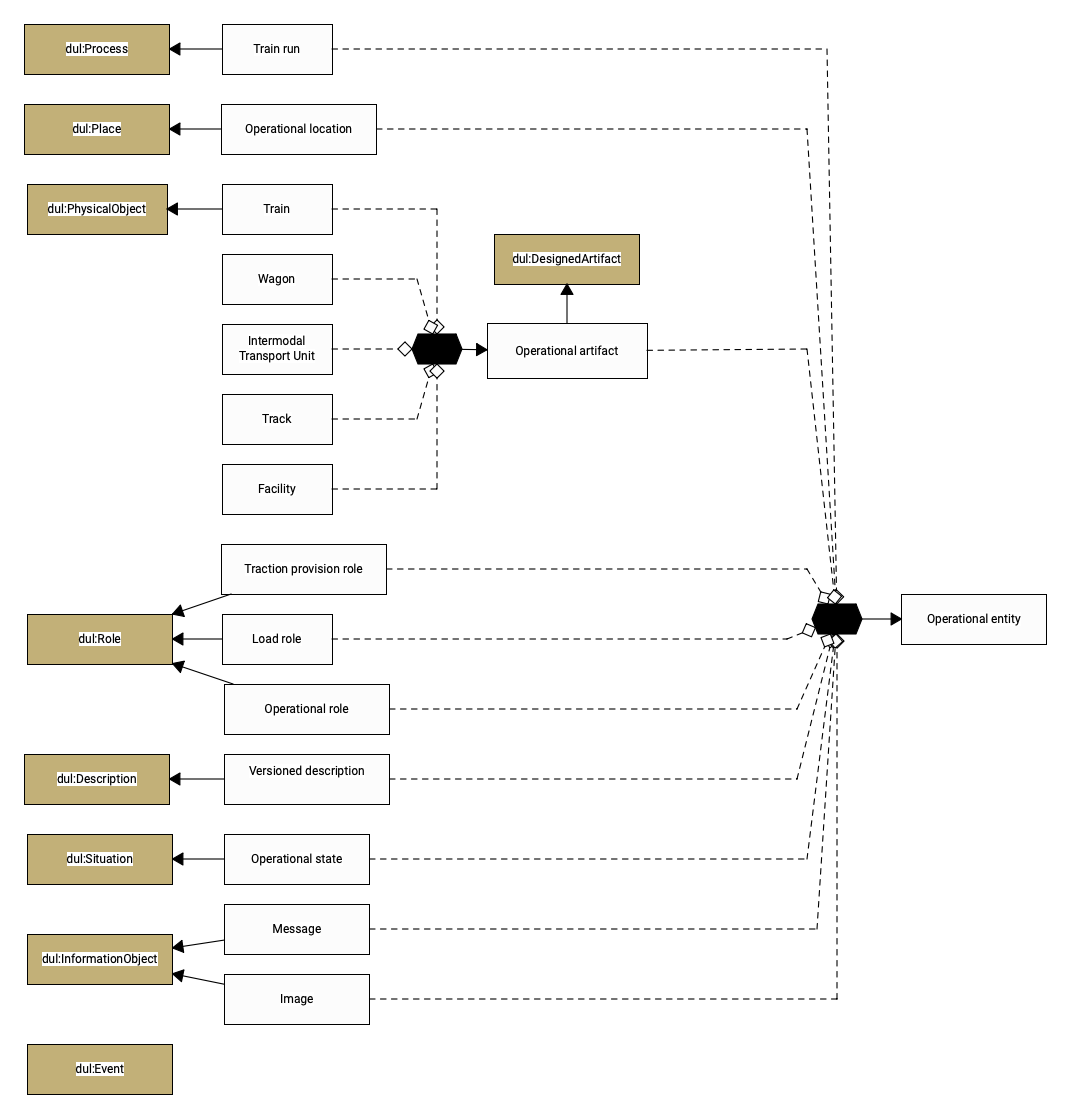 dul:Process
Train run
dul:Place
Operational location
dul:PhysicalObject
Train
Wagon
dul:DesignedArtifact
Intermodal
Transport Unit
Operational artifact
Track
Facility
Traction provision role
dul:Role
Load role
Operational entity
Operational role
dul:Description
Versioned description
dul:Situation
Operational state
Message
dul:InformationObject
Image
dul:Event